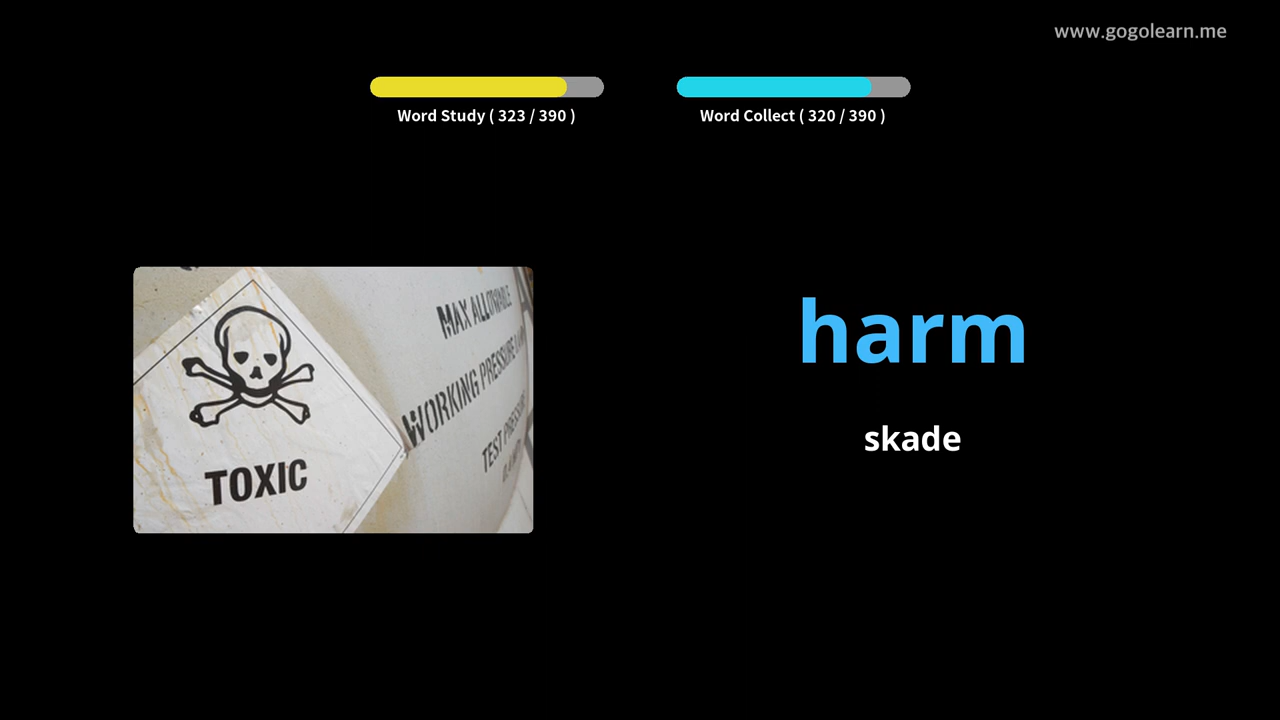 www.gogolearn.me
Word Study ( 323 / 390 )
Word Collect ( 320 / 390 )
MAX ALLOWABLE
WORKING PRESSURE
TEST PRESSURE
TOXIC
harm
skade